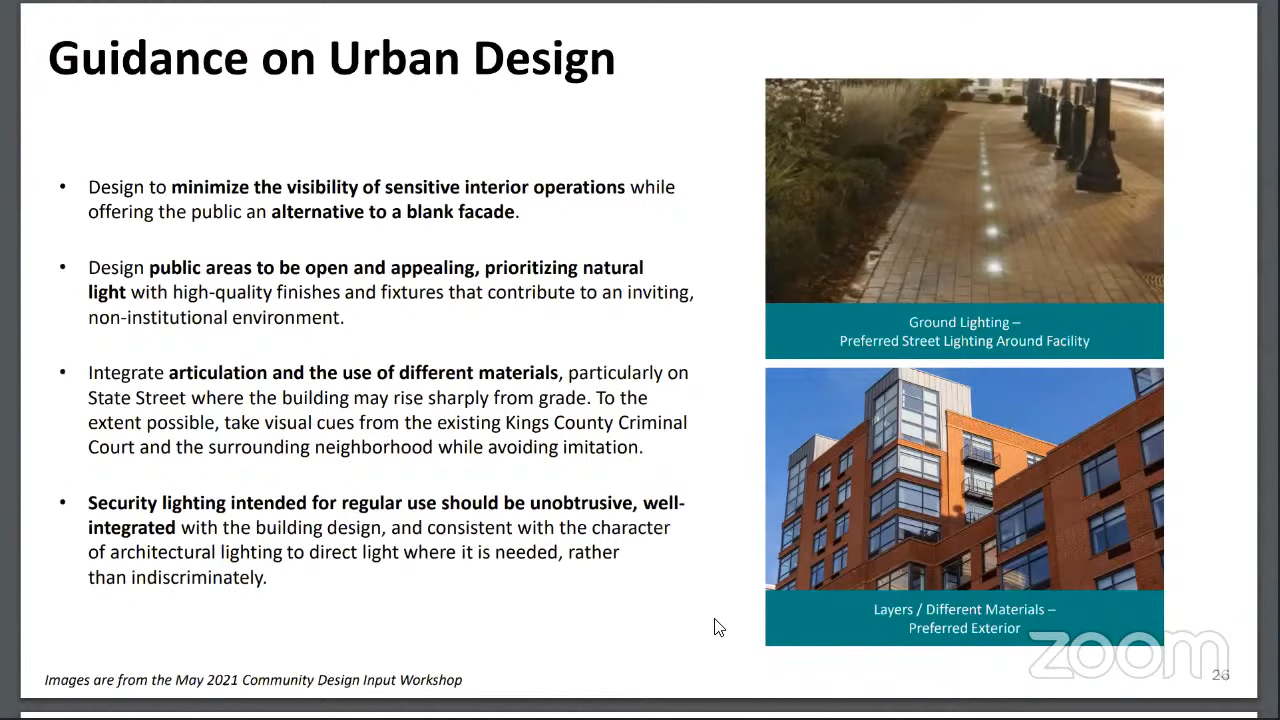 Guidance on Urban Design
• Design to minimize the visibility of sensitive interior operations while
offering the public an alternative to a blank facade.
• Design public areas to be open and appealing, prioritizing natural
light with high-quality finishes and fixtures that contribute to an inviting,
non-institutional environment.
• Integrate articulation and the use of different materials, particularly on
State Street where the building may rise sharply from grade. To the
extent possible, take visual cues from the existing Kings County Criminal
Court and the surrounding neighborhood while avoiding imitation.
• Security lighting intended for regular use should be unobtrusive, well-
integrated with the building design, and consistent with the character
of architectural lighting to direct light where it is needed, rather
than indiscriminately.
Ground Lighting –
Preferred Street Lighting Around Facility
Layers / Different Materials –
Preferred Exterior
Images are from the May 2021 Community Design Input Workshop
zoom
26